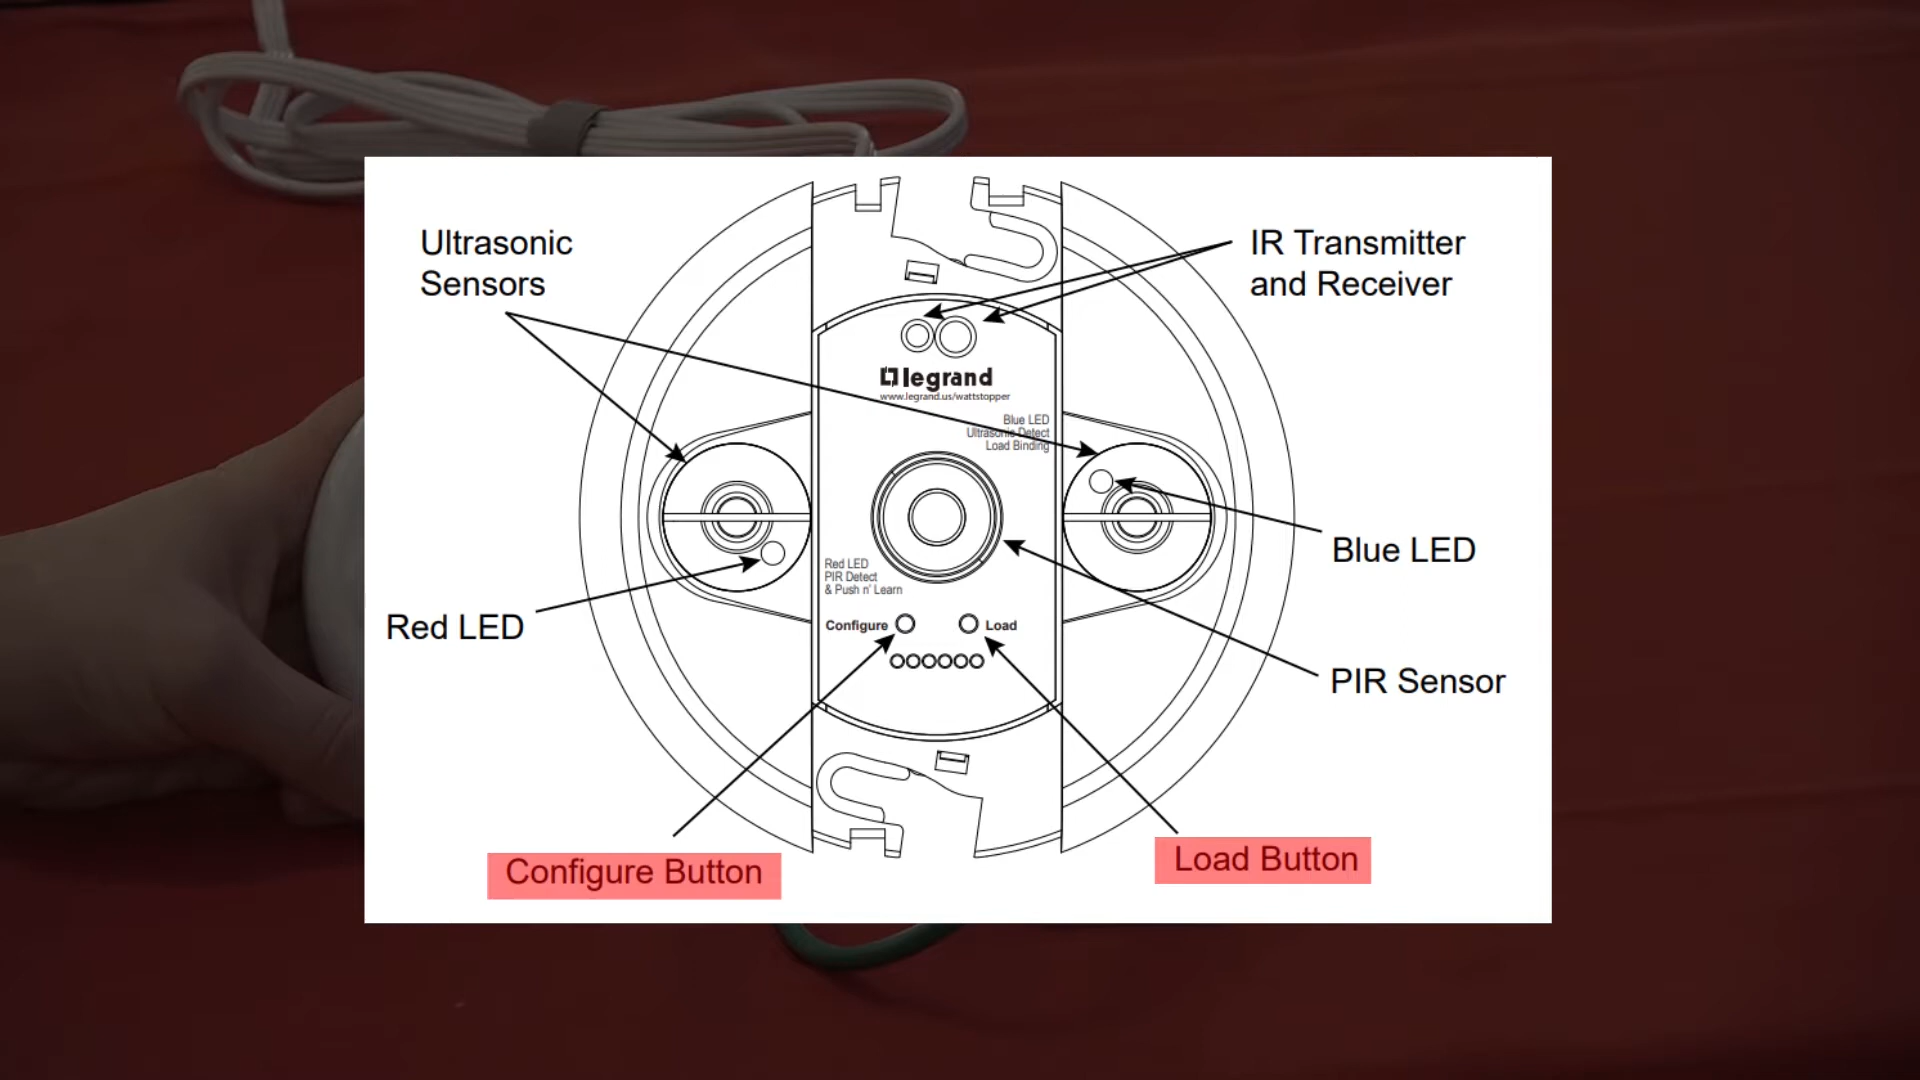 Ultrasonic
Sensors
IR Transmitter
and Receiver
legrand
www.legrand.us/wattstopper
Blue LED
Ultrasonic Detect
Load Binding
Blue LED
Red LED
PIR Detect
& Push n' Learn
Red LED
Configure
Load
PIR Sensor
Configure Button
Load Button